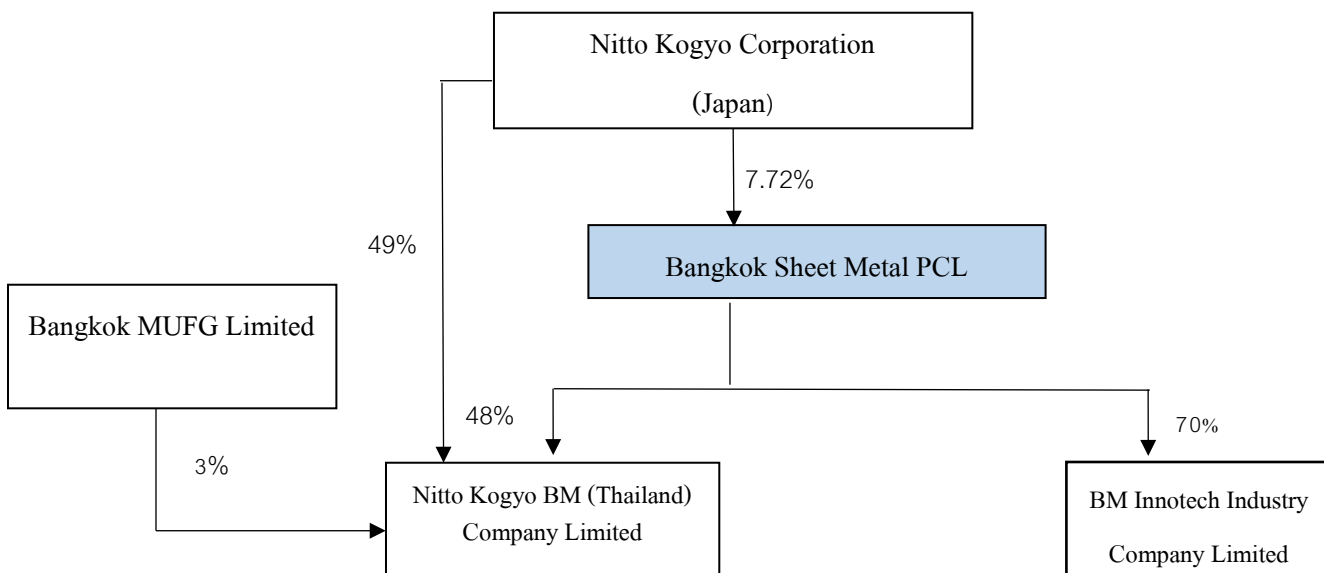 Nitto Kogyo Corporation
(Japan)
7.72%
49%
Bangkok Sheet Metal PCL
Bangkok MUFG Limited
48%
70%
3%
Nitto Kogyo BM (Thailand)
Company Limited
BM Innotech Industry
Company Limited